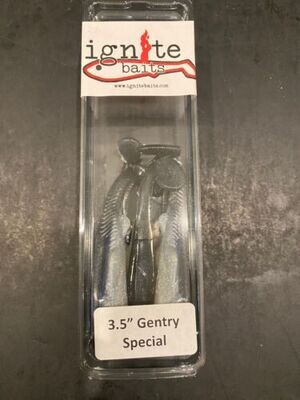 ignite
baits
www.ignitebaits.com
3.5" Gentry
Special